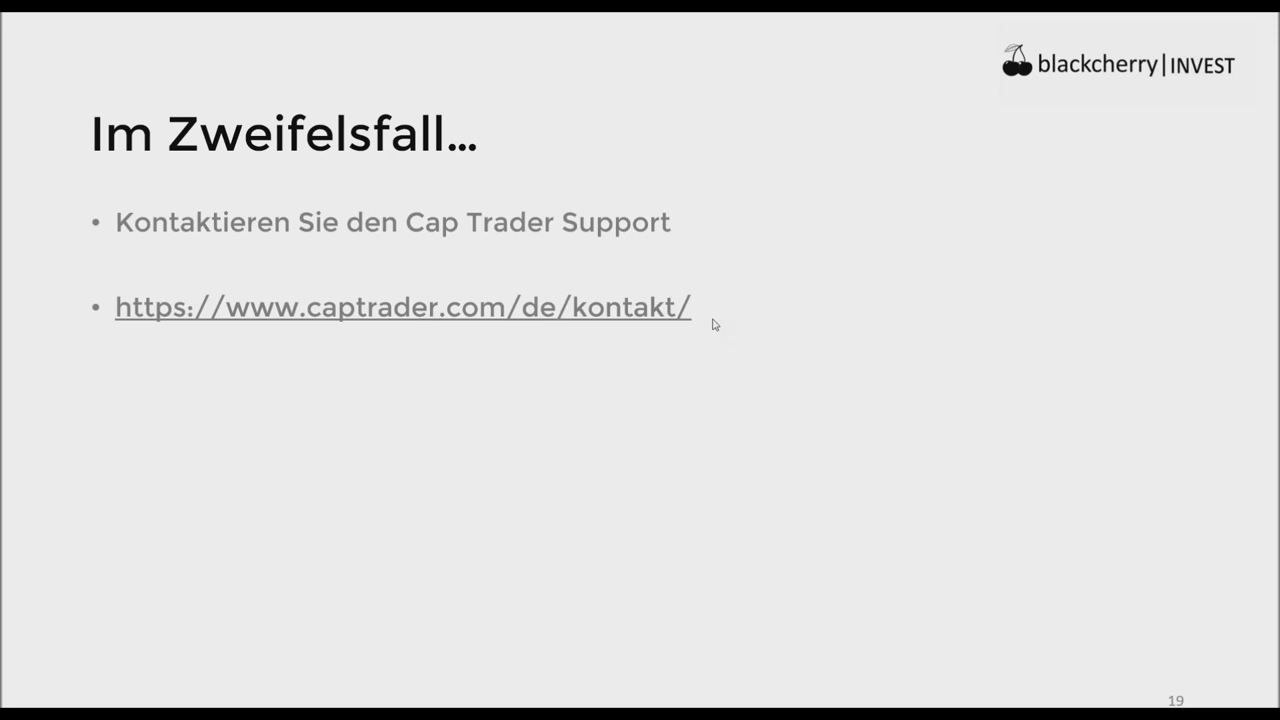 blackcherry|INVEST
Im Zweifelsfall...
• Kontaktieren Sie den Cap Trader Support
• https://www.captrader.com/de/kontakt/
19